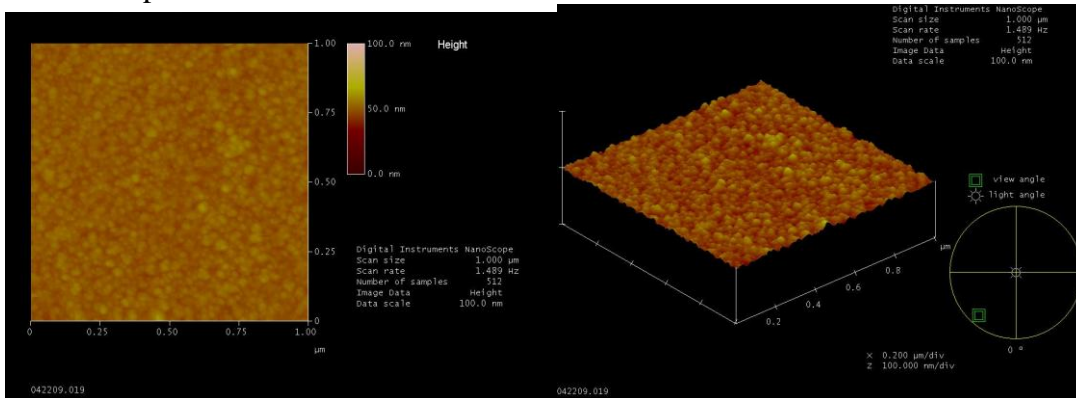 1.00
100.0 nm
Height
0.75
50.0 nm
0.50
0.0 nm
0.25
Digital Instruments NanoScope
Scan size 1.000 µm
Scan rate 1.489 Hz
Number of samples 512
Image Data Height
Data scale 100.0 nm
0
0 0.25 0.50 0.75 1.00
µm
042209.019
Digital Instruments NanoScope
Scan size 1.000 µm
Scan rate 1.489 Hz
Number of samples 512
Image Data Height
Data scale 100.0 nm
view angle
light angle
µm
0.8
0.6
0.4
0.2
X 0.200 µm/div
Z 100.000 nm/div
0 º
042209.019